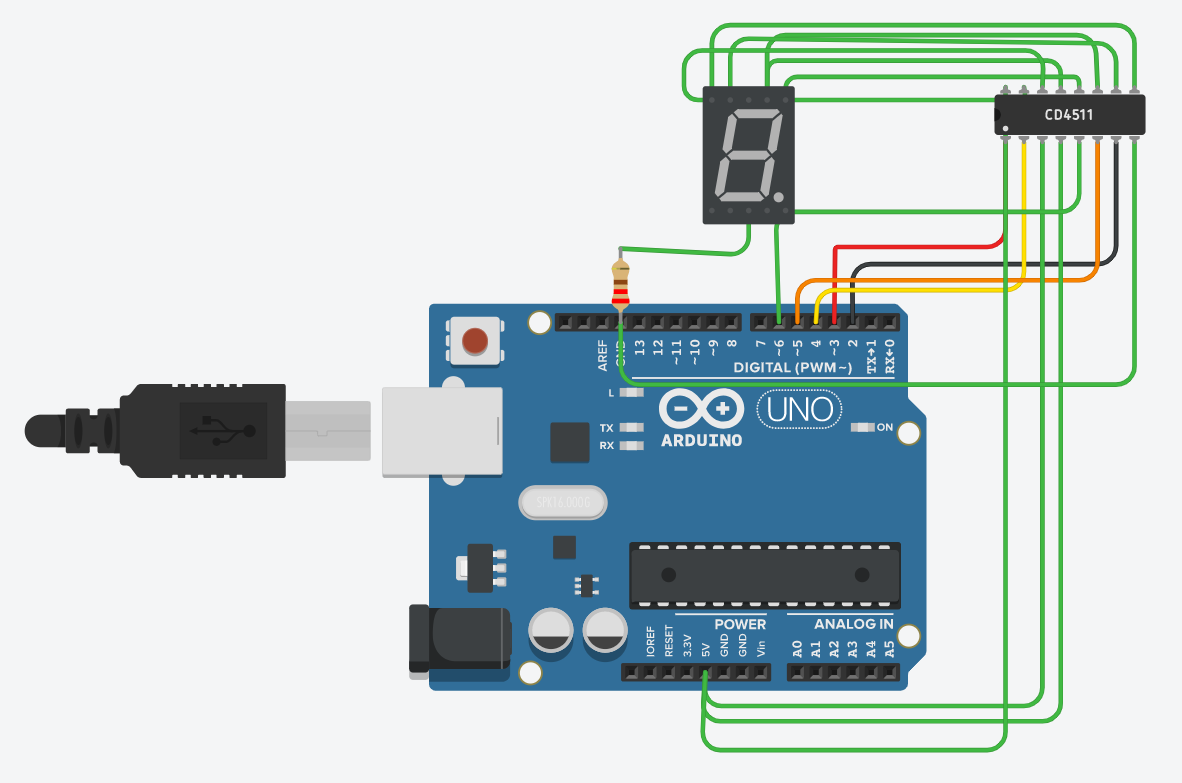 CD4511
AREF
GND
13
12
~11
~10
~9
8
7
~6
~5
4
~3
2
TX→1
RX←0
DIGITAL (PWM~)
L
TX
RX
ARDUINO
UNO
ON
SPK16.000G
IOREF
RESET
3.3V
5V
GND
GND
Vin
POWER
ANALOG IN
A0
A1
A2
A3
A4
A5